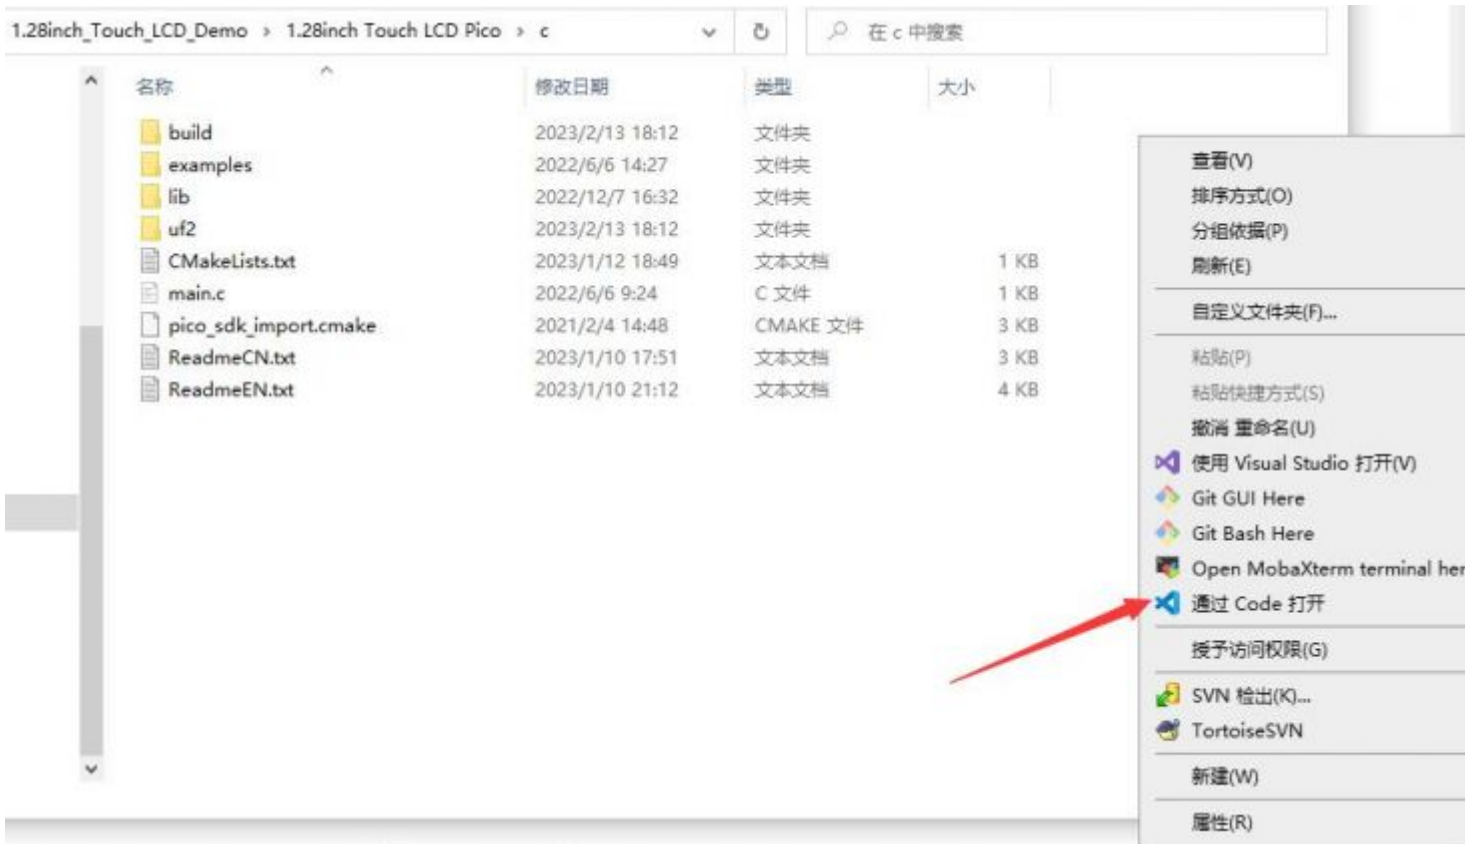 1.28inch_Touch_LCD_Demo › 1.28inch Touch LCD Pico › c 在 c 中搜索
名称 修改日期 类型 大小
build 2023/2/13 18:12 文件夹
examples 2022/6/6 14:27 文件夹
lib 2022/12/7 16:32 文件夹
uf2 2023/2/13 18:12 文件夹
CMakeLists.txt 2023/1/12 18:49 文本文档 1 KB
main.c 2022/6/6 9:24 C 文件 1 KB
pico_sdk_import.cmake 2021/2/4 14:48 CMAKE 文件 3 KB
ReadmeCN.txt 2023/1/10 17:51 文本文档 3 KB
ReadmeEN.txt 2023/1/10 21:12 文本文档 4 KB
查看(V)
排序方式(O)
分组依据(P)
刷新(E)
自定义文件夹(F)...
粘贴(P)
粘贴快捷方式(S)
撤消 重命名(U)
使用 Visual Studio 打开(V)
Git GUI Here
Git Bash Here
Open MobaXterm terminal her
通过 Code 打开
授予访问权限(G)
SVN 检出(K)...
TortoiseSVN
新建(W)
属性(R)